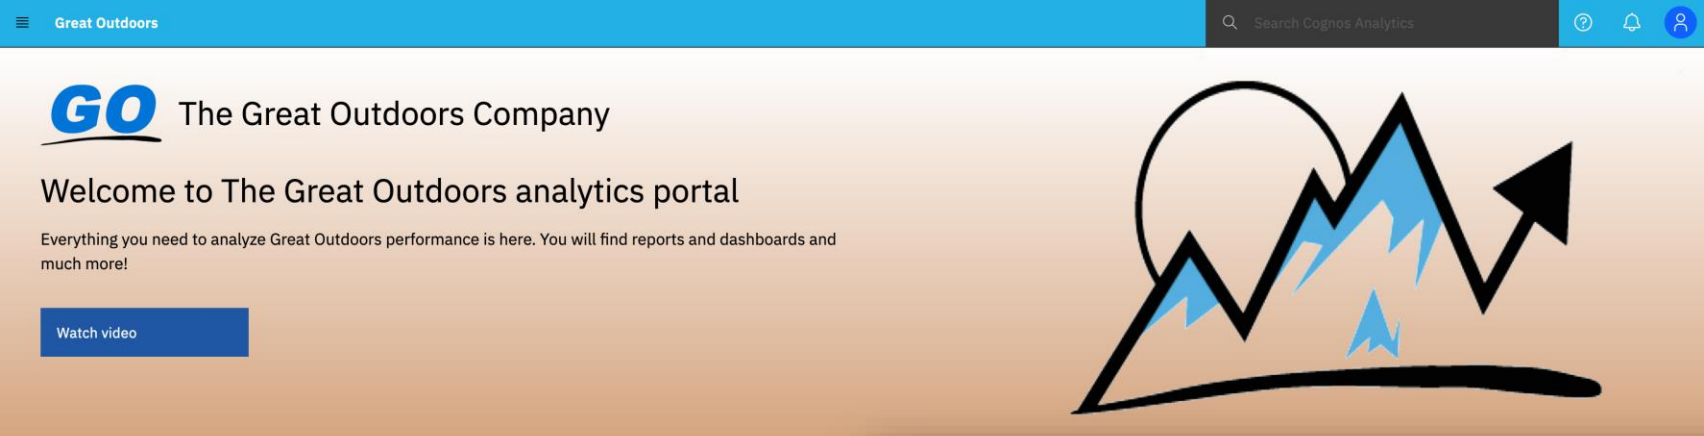 Great Outdoors
Search Cognos Analytics
GO The Great Outdoors Company
Welcome to The Great Outdoors analytics portal
Everything you need to analyze Great Outdoors performance is here. You will find reports and dashboards and
much more!
Watch video